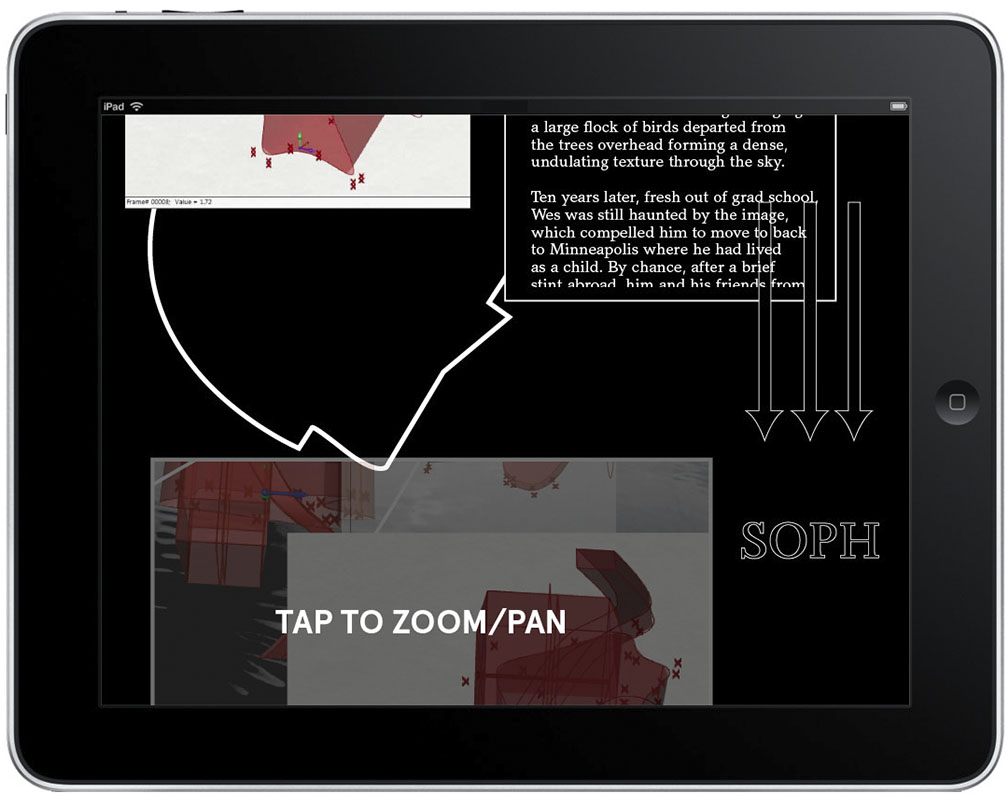 iPad
a large flock of birds departed from
the trees overhead forming a dense,
undulating texture through the sky.
Ten years later, fresh out of grad school,
Wes was still haunted by the image,
which compelled him to move to back
to Minneapolis where he had lived
as a child. By chance, after a brief
stint abroad, him and his friends from
Frame# 00008; Value = 1.72
SOPH
TAP TO ZOOM/PAN